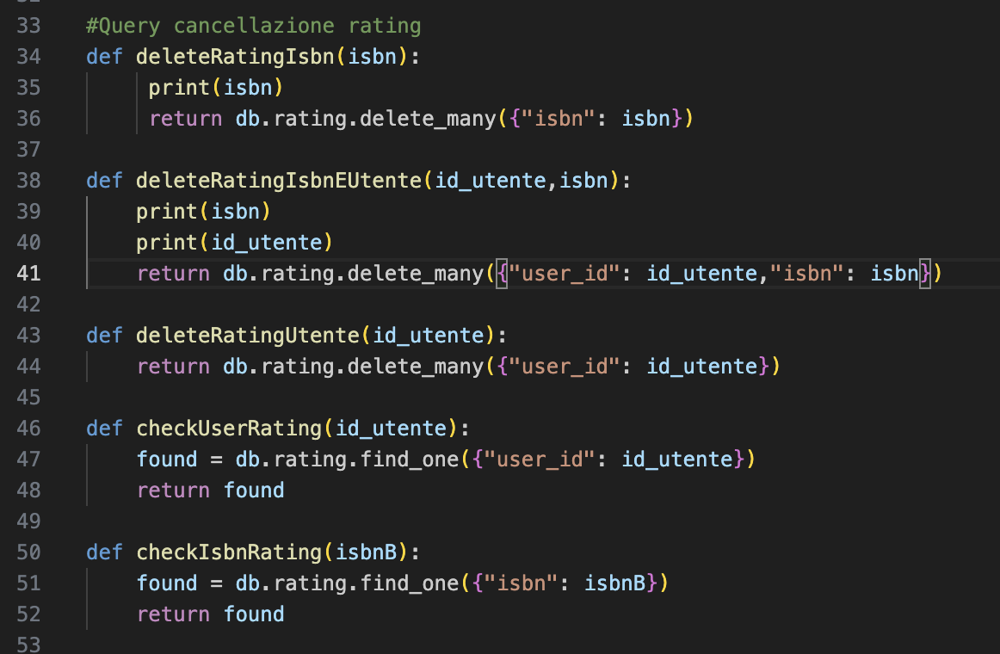 33 #Query cancellazione rating
34 def deleteRatingIsbn(isbn):
35 print(isbn)
36 return db.rating.delete_many({"isbn": isbn})
37
38 def deleteRatingIsbnEUtente(id_utente,isbn):
39 print(isbn)
40 print(id_utente)
41 return db.rating.delete_many({"user_id": id_utente,"isbn": isbn})
42
43 def deleteRatingUtente(id_utente):
44 return db.rating.delete_many({"user_id": id_utente})
45
46 def checkUserRating(id_utente):
47 found = db.rating.find_one({"user_id": id_utente})
48 return found
49
50 def checkIsbnRating(isbnB):
51 found = db.rating.find_one({"isbn": isbnB})
52 return found
53